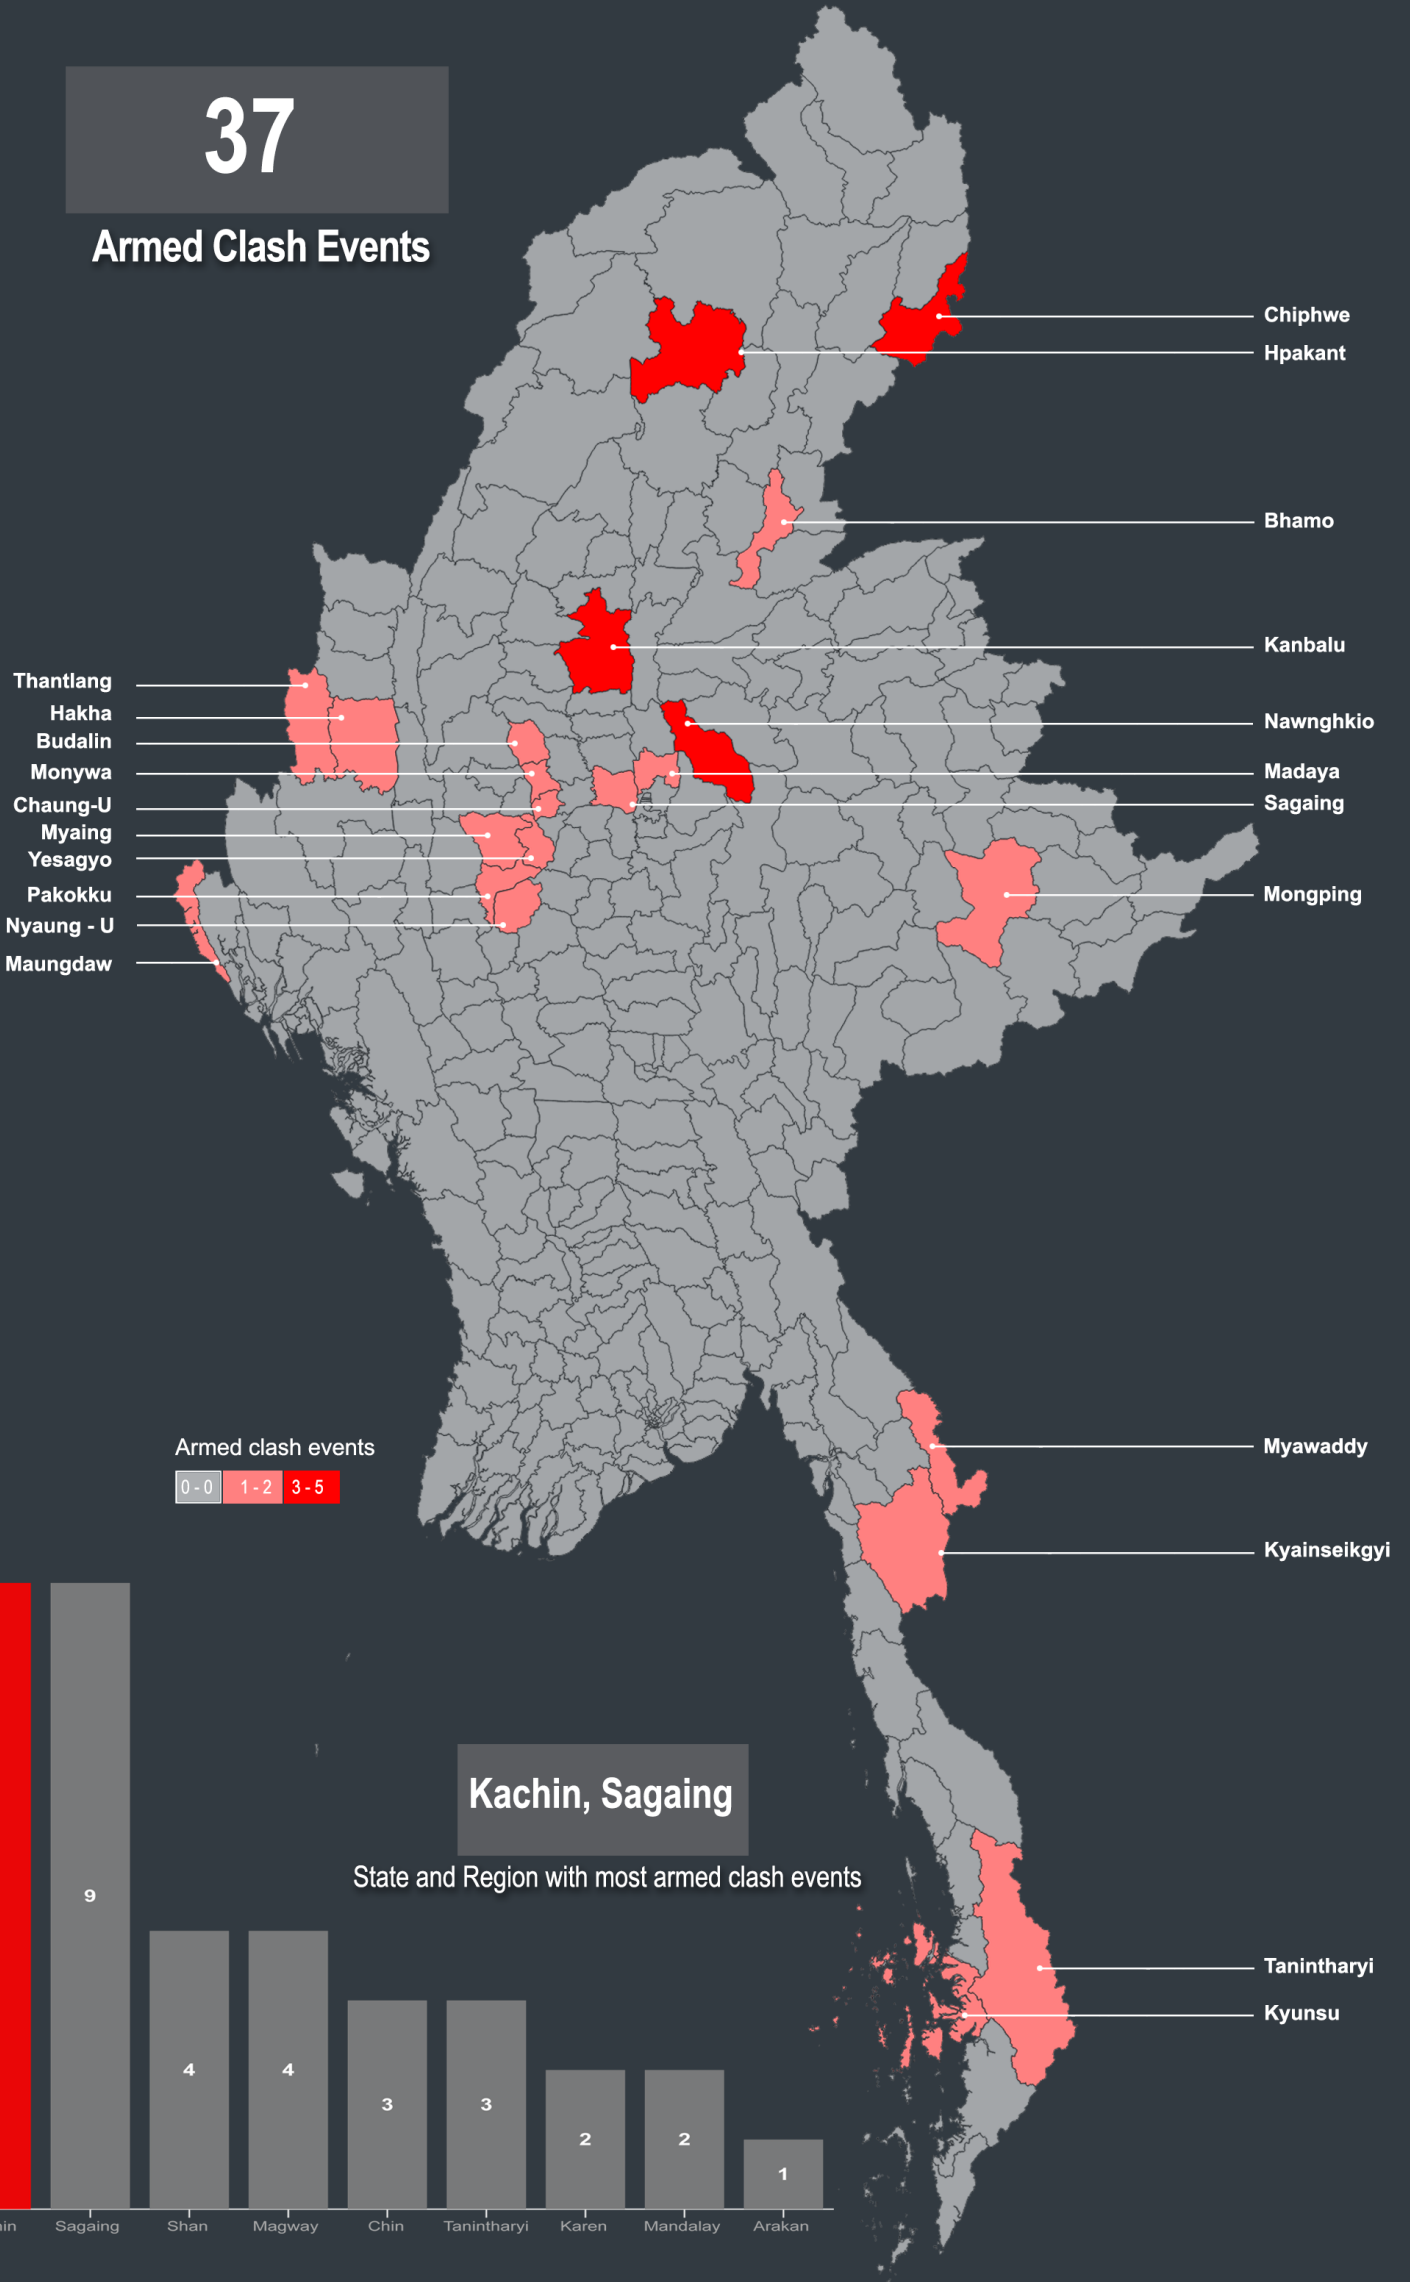 37
Armed Clash Events
Chiphwe
Hpakant
Bhamo
Kanbalu
Nawnghkio
Madaya
Sagaing
Mongping
Thantlang
Hakha
Budalin
Monywa
Chaung-U
Myaing
Yesagyo
Pakokku
Nyaung - U
Maungdaw
Myawaddy
Kyainseikgyi
Tanintharyi
Kyunsu
Armed clash events
0 - 0 1 - 2 3 - 5
Kachin, Sagaing
State and Region with most armed clash events
9 4 4 3 3 2 2 1
Sagaing Shan Magway Chin Tanintharyi Karen Mandalay Arakan